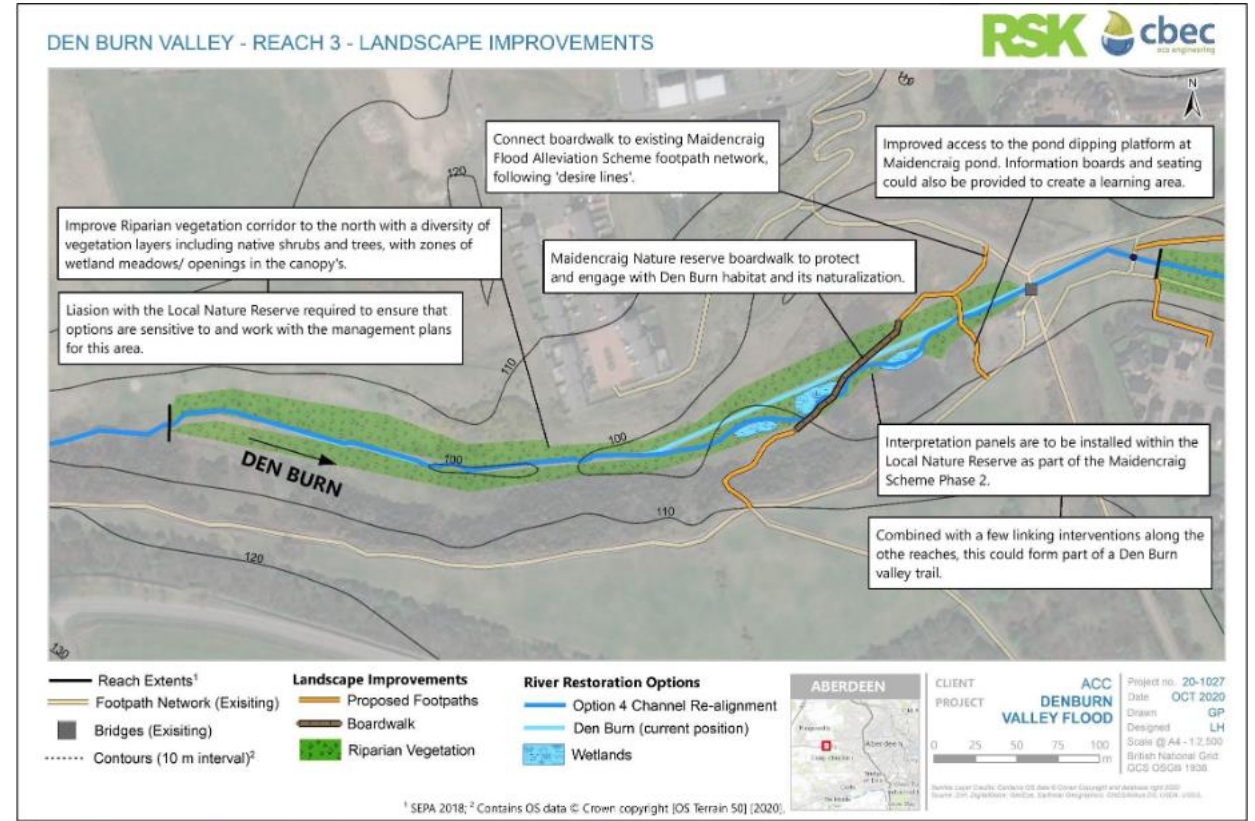 DEN BURN VALLEY - REACH 3 - LANDSCAPE IMPROVEMENTS
RSK
cbec
eco engineering
N
Connect boardwalk to existing Maidencraig
Flood Alleviation Scheme footpath network,
following 'desire lines'.
Improved access to the pond dipping platform at
Maidencraig pond. Information boards and seating
could also be provided to create a learning area.
Improve Riparian vegetation corridor to the north with a diversity of
vegetation layers including native shrubs and trees, with zones of
wetland meadows/ openings in the canopy's.
Maidencraig Nature reserve boardwalk to protect
and engage with Den Burn habitat and its naturalization.
Liasion with the Local Nature Reserve required to ensure that
options are sensitive to and work with the management plans
for this area.
120
110
100
100
DEN BURN
110
120
130
Interpretation panels are to be installed within the
Local Nature Reserve as part of the Maidencraig
Scheme Phase 2.
Combined with a few linking interventions along the
othe reaches, this could form part of a Den Burn
valley trail.
Reach Extents¹
Footpath Network (Exisiting)
Bridges (Exisiting)
Contours (10 m interval)²
Landscape Improvements
Proposed Footpaths
Boardwalk
Riparian Vegetation
River Restoration Options
Option 4 Channel Re-alignment
Den Burn (current position)
Wetlands
ABERDEEN
Aberdeen
CLIENT ACC
PROJECT DENBURN
VALLEY FLOOD
0 25 50 75 100
m
Project no. 20-1027
Date OCT 2020
Drawn GP
Designed LH
Scale @ A4 - 1:2,500
British National Grid
GCS OSGB 1936
¹ SEPA 2018; ² Contains OS data © Crown copyright [OS Terrain 50] [2020].